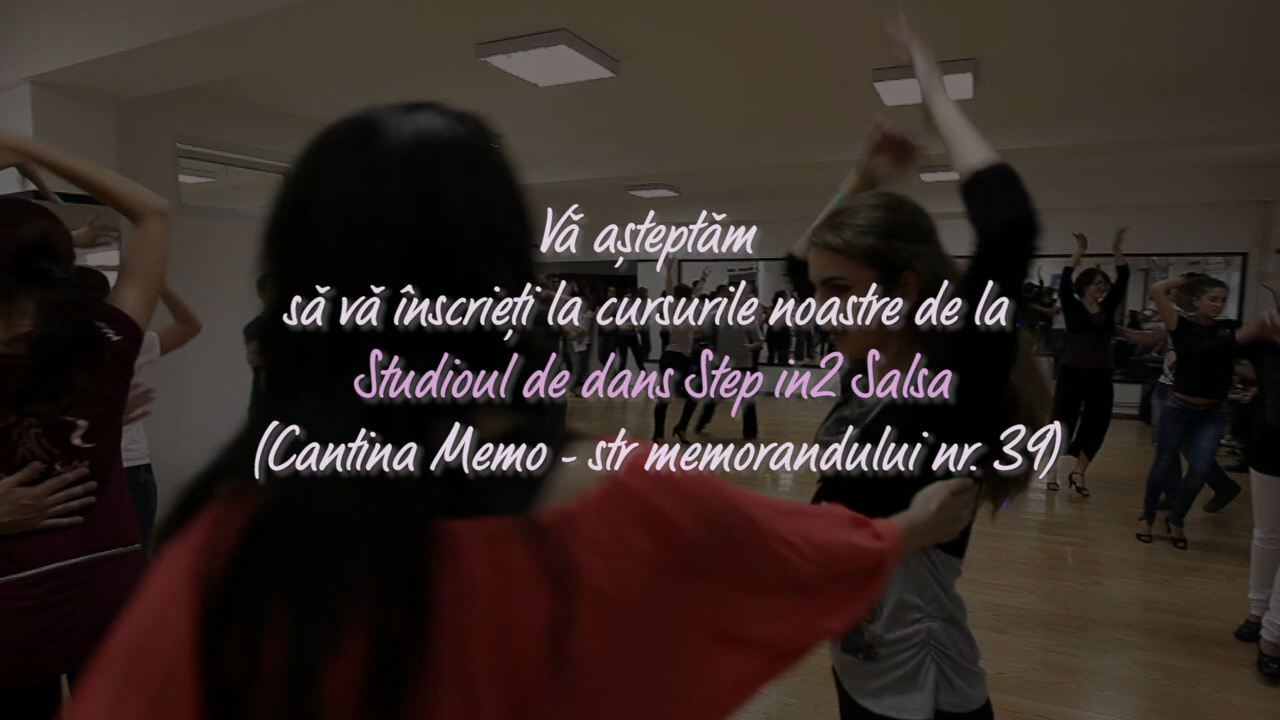 Vă așteptăm
să vă înscrieți la cursurile noastre de la
Studioul de dans Step in2 Salsa
(Cantina Memo - str memorandului nr. 39)